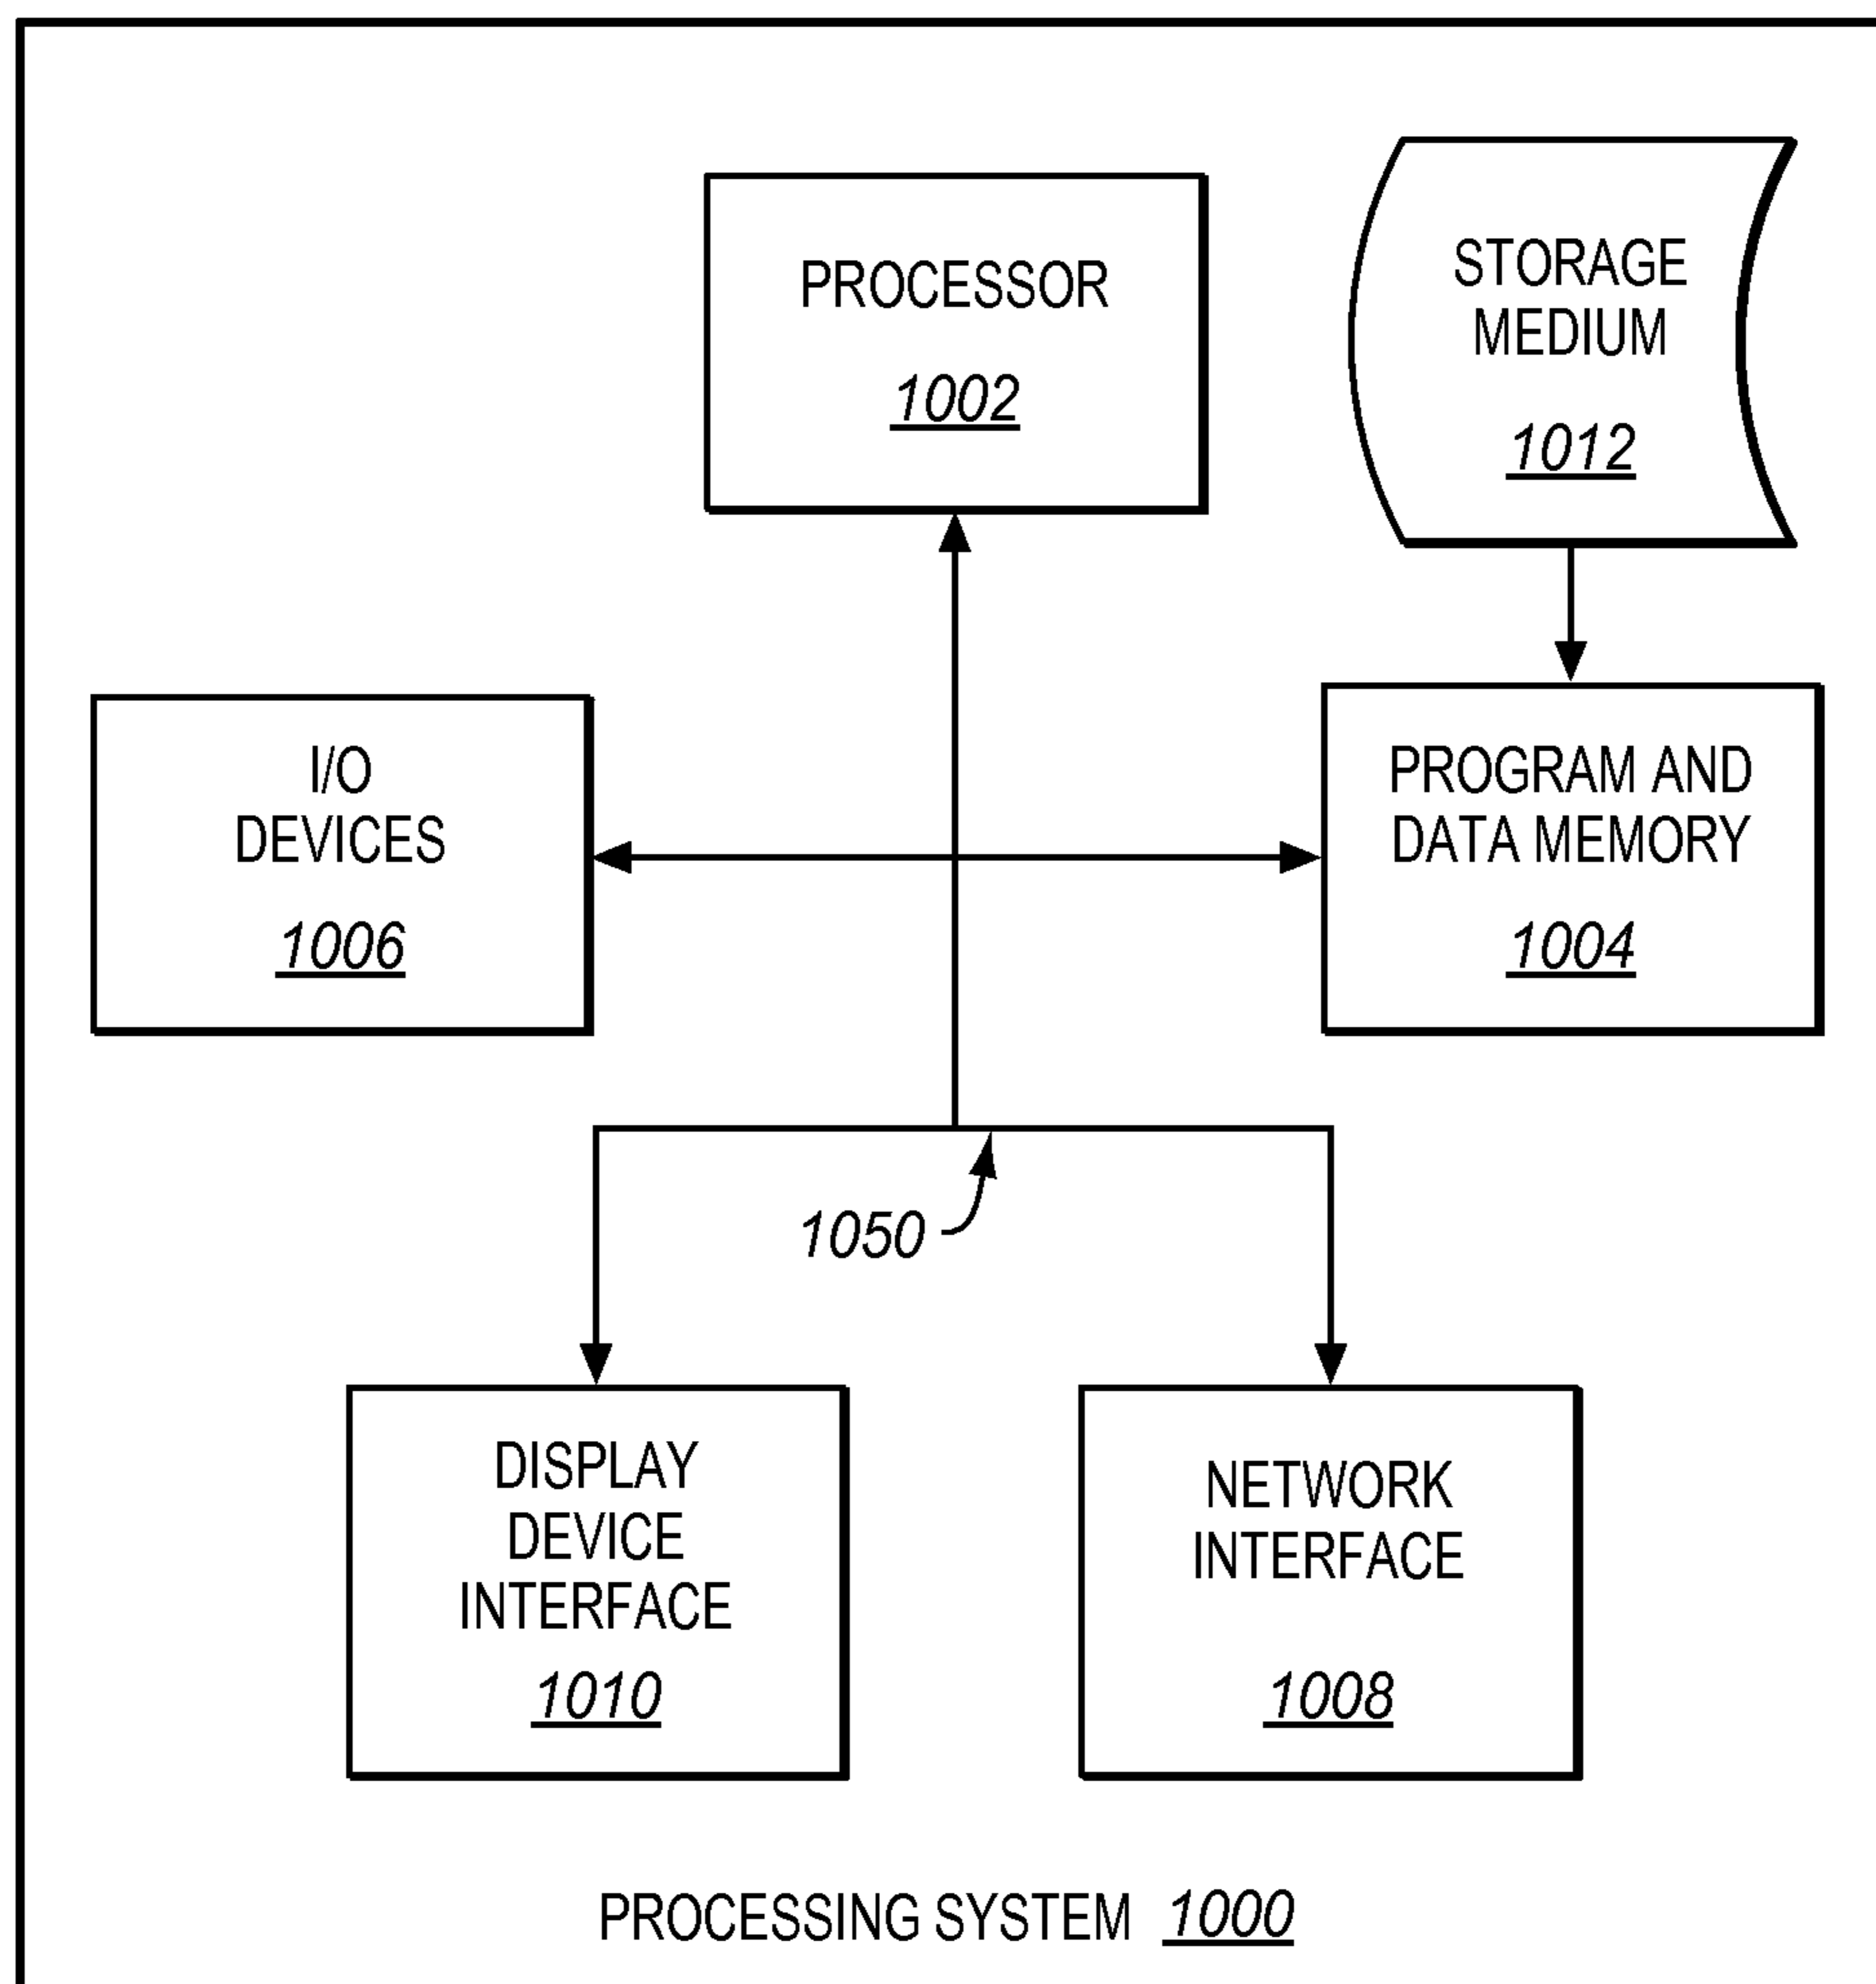 PROCESSOR
1002
STORAGE
MEDIUM
1012
I/O
DEVICES
1006
PROGRAM AND
DATA MEMORY
1004
1050
DISPLAY
DEVICE
INTERFACE
1010
NETWORK
INTERFACE
1008
PROCESSING SYSTEM 1000